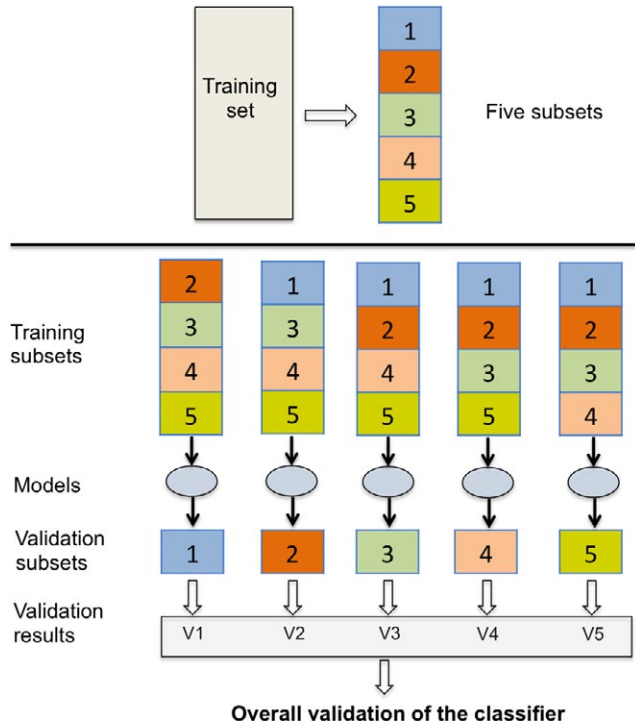 Training
set
1
2
3
4
5
Five subsets
Training
subsets
2 1 1 1 1
3 3 2 2 2
4 4 4 3 3
5 5 5 5 4
Models
Validation
subsets
1 2 3 4 5
Validation
results
V1 V2 V3 V4 V5
Overall validation of the classifier